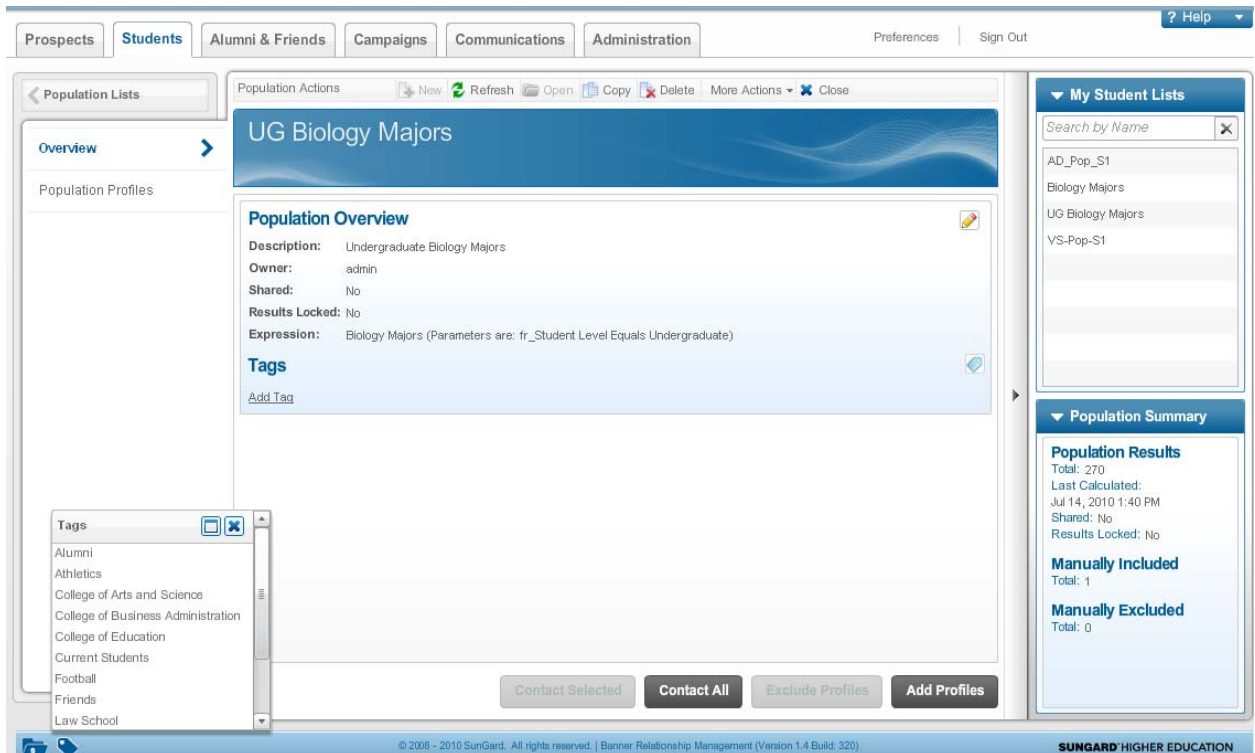 ? Help
Prospects
Students
Alumni & Friends
Campaigns
Communications
Administration
Preferences
Sign Out
Population Lists
Overview
Population Profiles
Population Actions
New
Refresh
Open
Copy
Delete
More Actions
Close
UG Biology Majors
Population Overview
Description: Undergraduate Biology Majors
Owner: admin
Shared: No
Results Locked: No
Expression: Biology Majors (Parameters are: fr_Student Level Equals Undergraduate)
Tags
Add Tag
Tags
Alumni
Athletics
College of Arts and Science
College of Business Administration
College of Education
Current Students
Football
Friends
Law School
Contact Selected
Contact All
Exclude Profiles
Add Profiles
My Student Lists
Search by Name
AD_Pop_S1
Biology Majors
UG Biology Majors
VS-Pop-S1
Population Summary
Population Results
Total: 270
Last Calculated:
Jul 14, 2010 1:40 PM
Shared: No
Results Locked: No
Manually Included
Total: 1
Manually Excluded
Total: 0
© 2008 - 2010 SunGard. All rights reserved. | Banner Relationship Management (Version 1.4 Build: 320)
SUNGARD' HIGHER EDUCATION